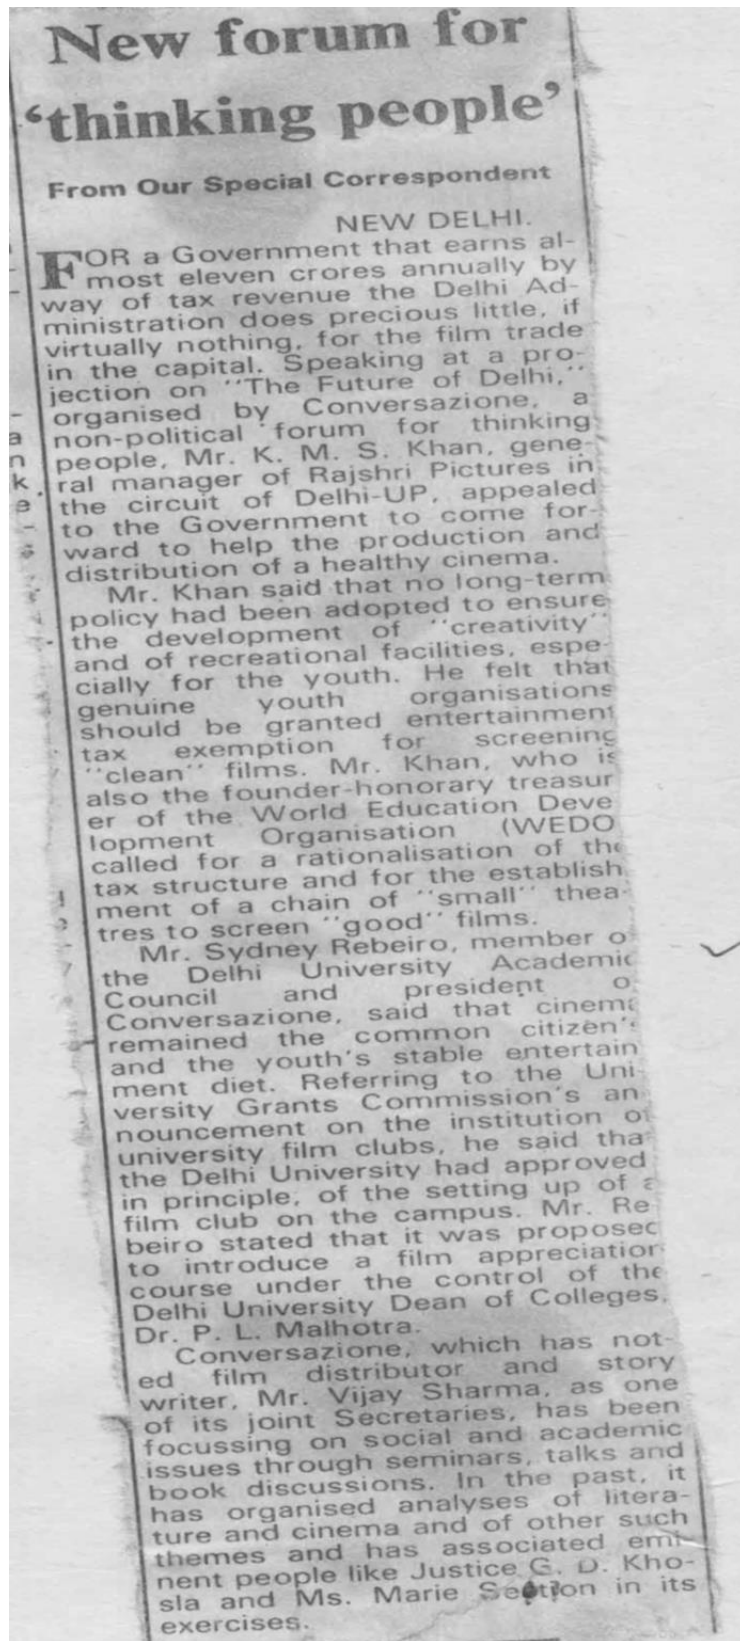 New forum for
‘thinking people’
From Our Special Correspondent
NEW DELHI.
FOR a Government that earns al-
most eleven crores annually by
way of tax revenue the Delhi Ad-
ministration does precious little, if
virtually nothing, for the film trade
in the capital. Speaking at a pro-
jection on ''The Future of Delhi,''
organised by Conversazione, a
non-political forum for thinking
people, Mr. K. M. S. Khan, gene-
ral manager of Rajshri Pictures in
the circuit of Delhi-UP, appealed
to the Government to come for-
ward to help the production and
distribution of a healthy cinema.
Mr. Khan said that no long-term
policy had been adopted to ensure
the development of ''creativity''
and of recreational facilities, espe-
cially for the youth. He felt that
genuine youth organisations
should be granted entertainment
tax exemption for screening
''clean'' films. Mr. Khan, who is
also the founder-honorary treasur
er of the World Education Deve
lopment Organisation (WEDO
called for a rationalisation of the
tax structure and for the establish
ment of a chain of ''small'' thea-
tres to screen ''good'' films.
Mr. Sydney Rebeiro, member o
the Delhi University Academic
Council and president o
Conversazione, said that cinema
remained the common citizen's
and the youth's stable entertain
ment diet. Referring to the Uni-
versity Grants Commission's an
nouncement on the institution of
university film clubs, he said tha
the Delhi University had approved
in principle, of the setting up of a
film club on the campus. Mr. Re
beiro stated that it was proposed
to introduce a film appreciation
course under the control of the
Delhi University Dean of Colleges,
Dr. P. L. Malhotra.
Conversazione, which has not-
ed film distributor and story
writer, Mr. Vijay Sharma, as one
of its joint Secretaries, has been
focussing on social and academic
issues through seminars, talks and
book discussions. In the past, it
has organised analyses of litera-
ture and cinema and of other such
themes and has associated emi-
nent people like Justice G. D. Kho-
sla and Ms. Marie Seton in its
exercises.